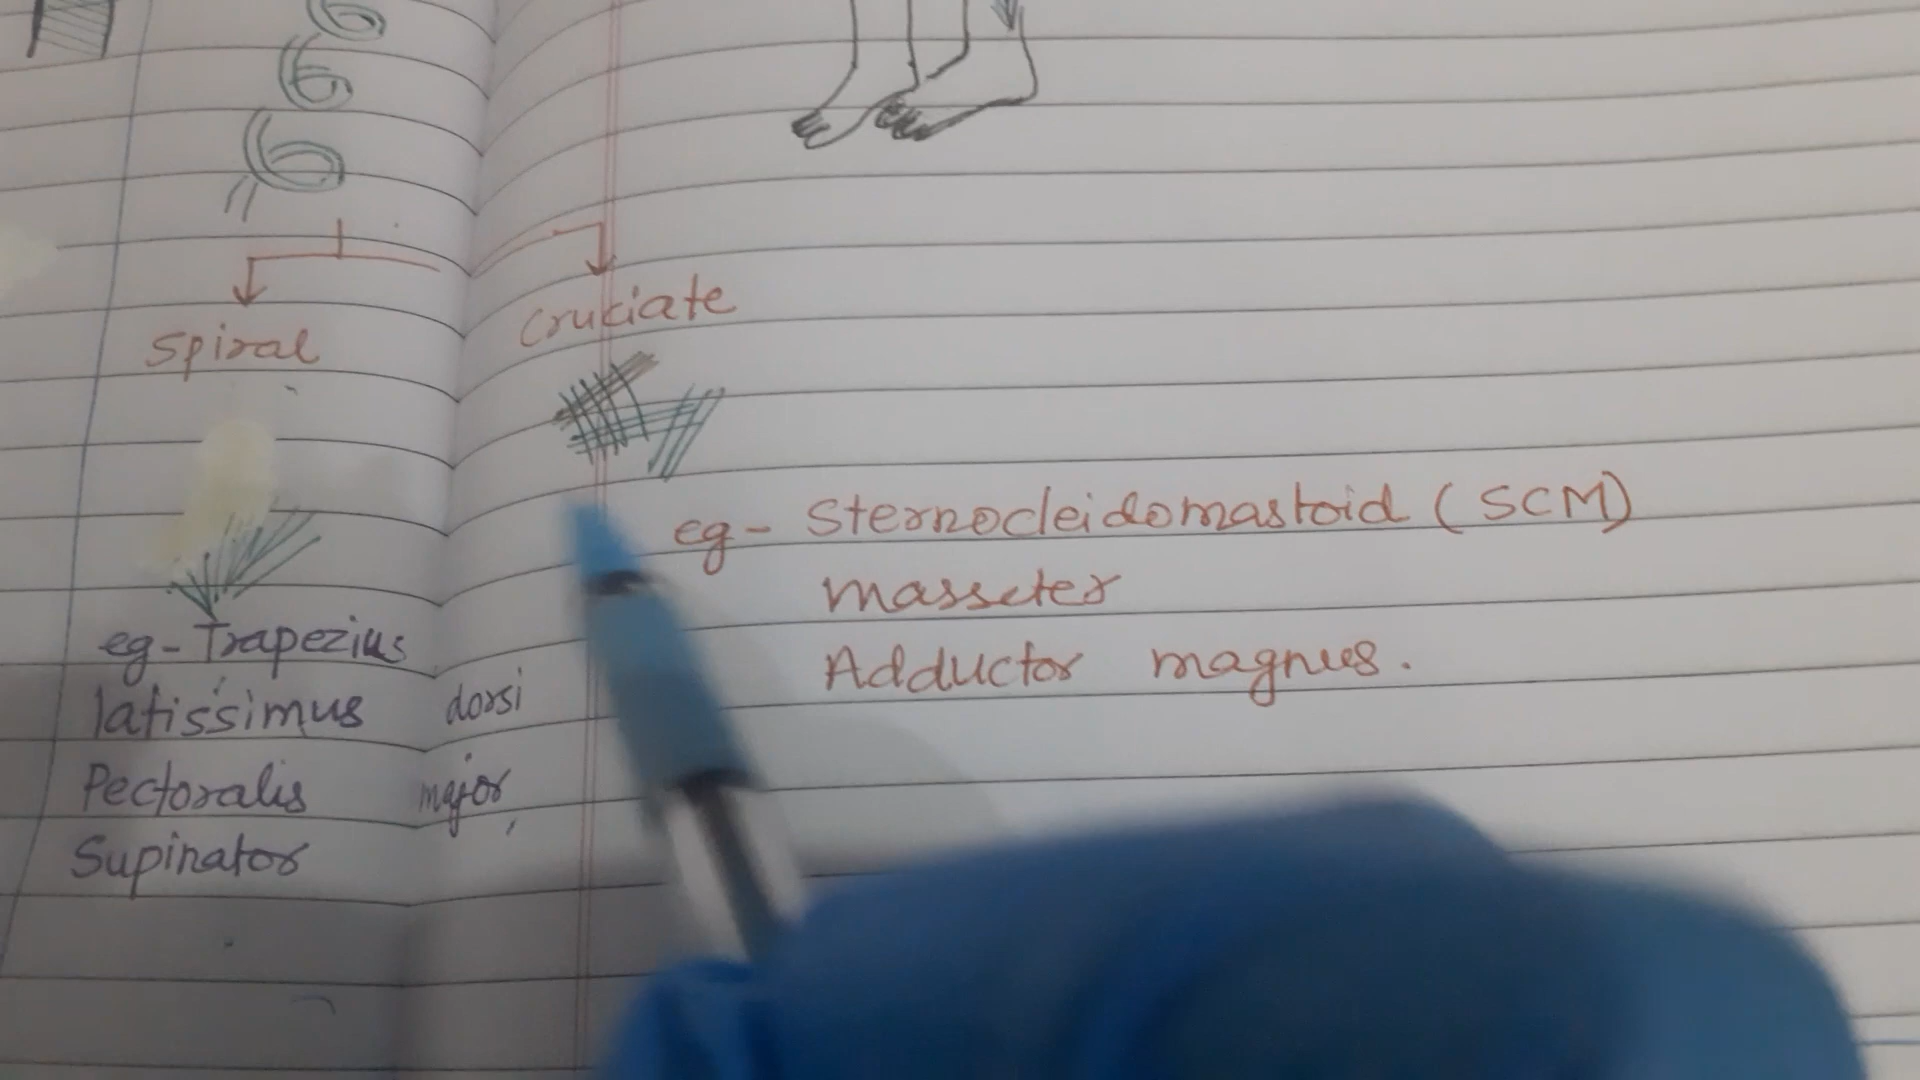 Spiral
Cruciate
eg- Trapezius
latissimus dorsi
Pectoralis major,
Supinator
eg- Sternocleidomastoid (SCM)
masseter
Adductor magnus.